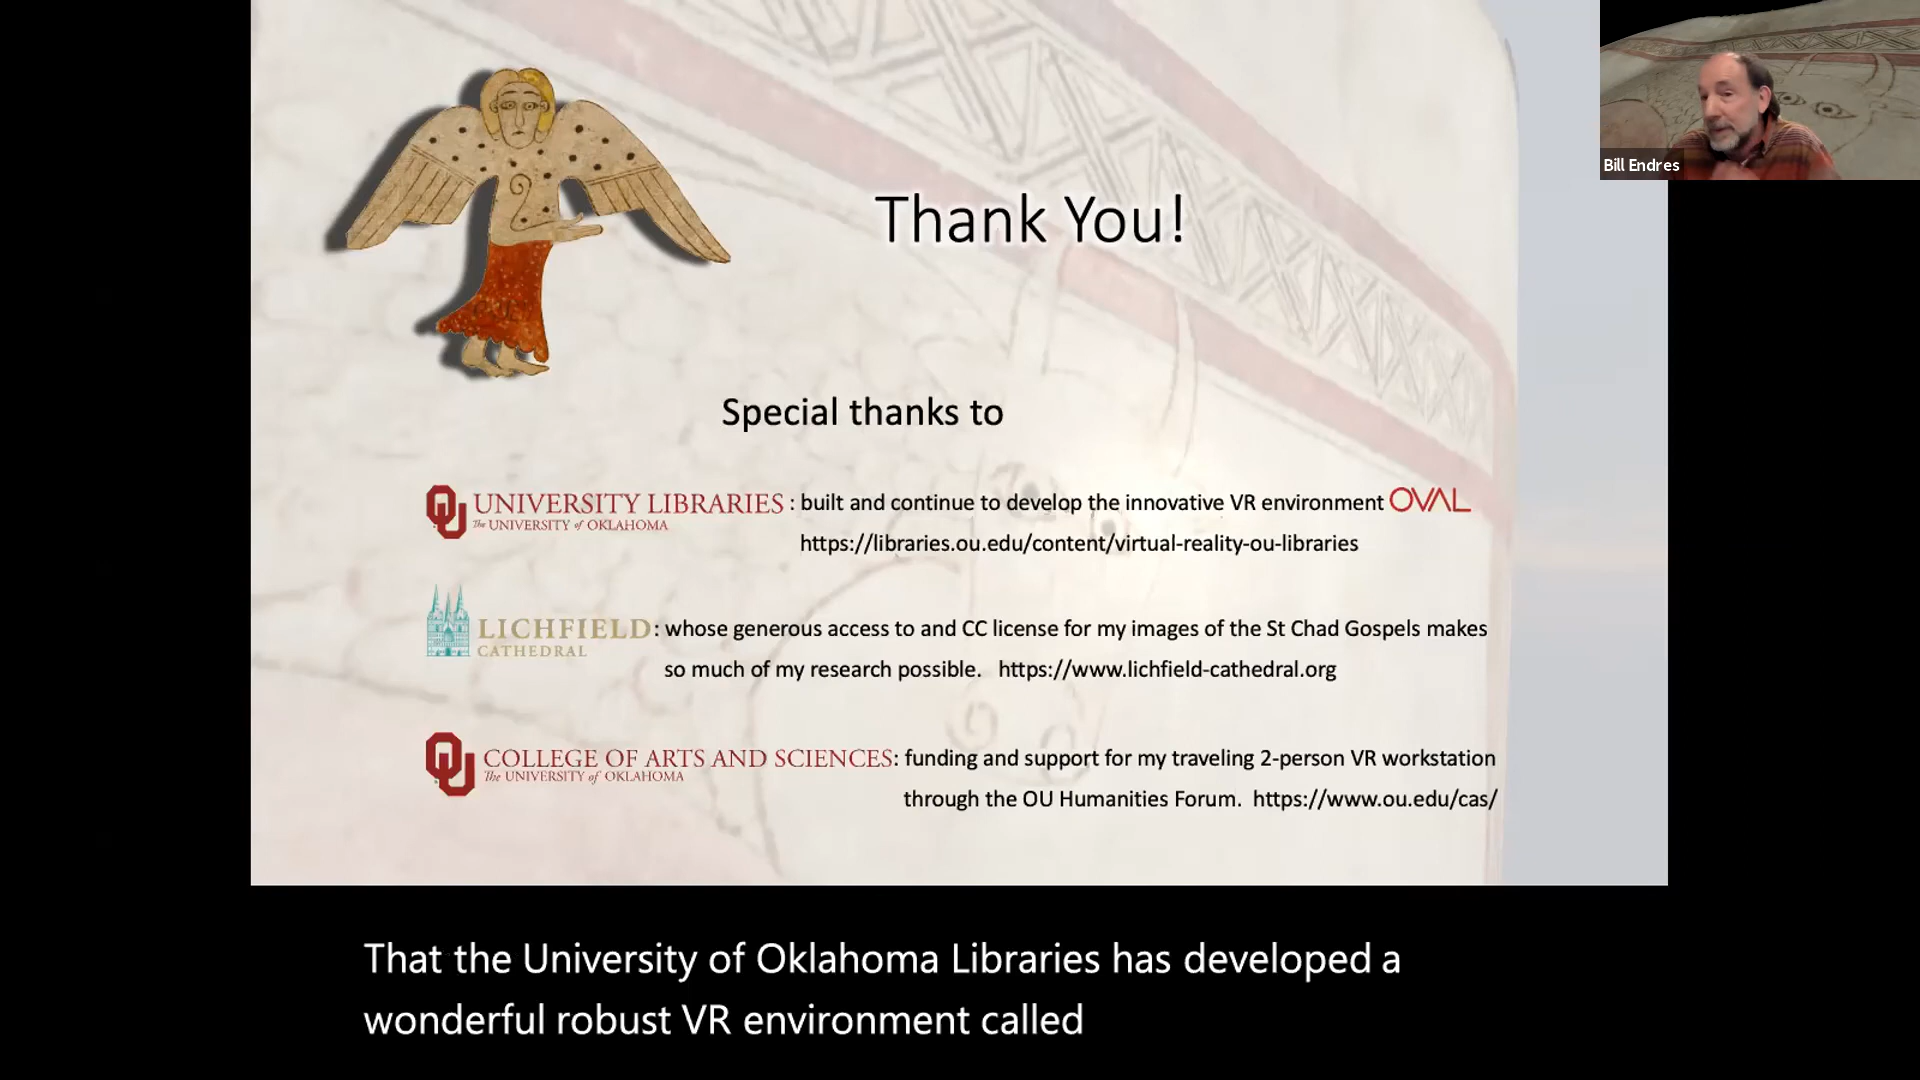 Bill Endres
Thank You!
Special thanks to
OU UNIVERSITY LIBRARIES : built and continue to develop the innovative VR environment OVAL
The UNIVERSITY of OKLAHOMA
https://libraries.ou.edu/content/virtual-reality-ou-libraries
LICHFIELD : whose generous access to and CC license for my images of the St Chad Gospels makes
CATHEDRAL
so much of my research possible. https://www.lichfield-cathedral.org
OU COLLEGE OF ARTS AND SCIENCES: funding and support for my traveling 2-person VR workstation
The UNIVERSITY of OKLAHOMA
through the OU Humanities Forum. https://www.ou.edu/cas/
That the University of Oklahoma Libraries has developed a
wonderful robust VR environment called